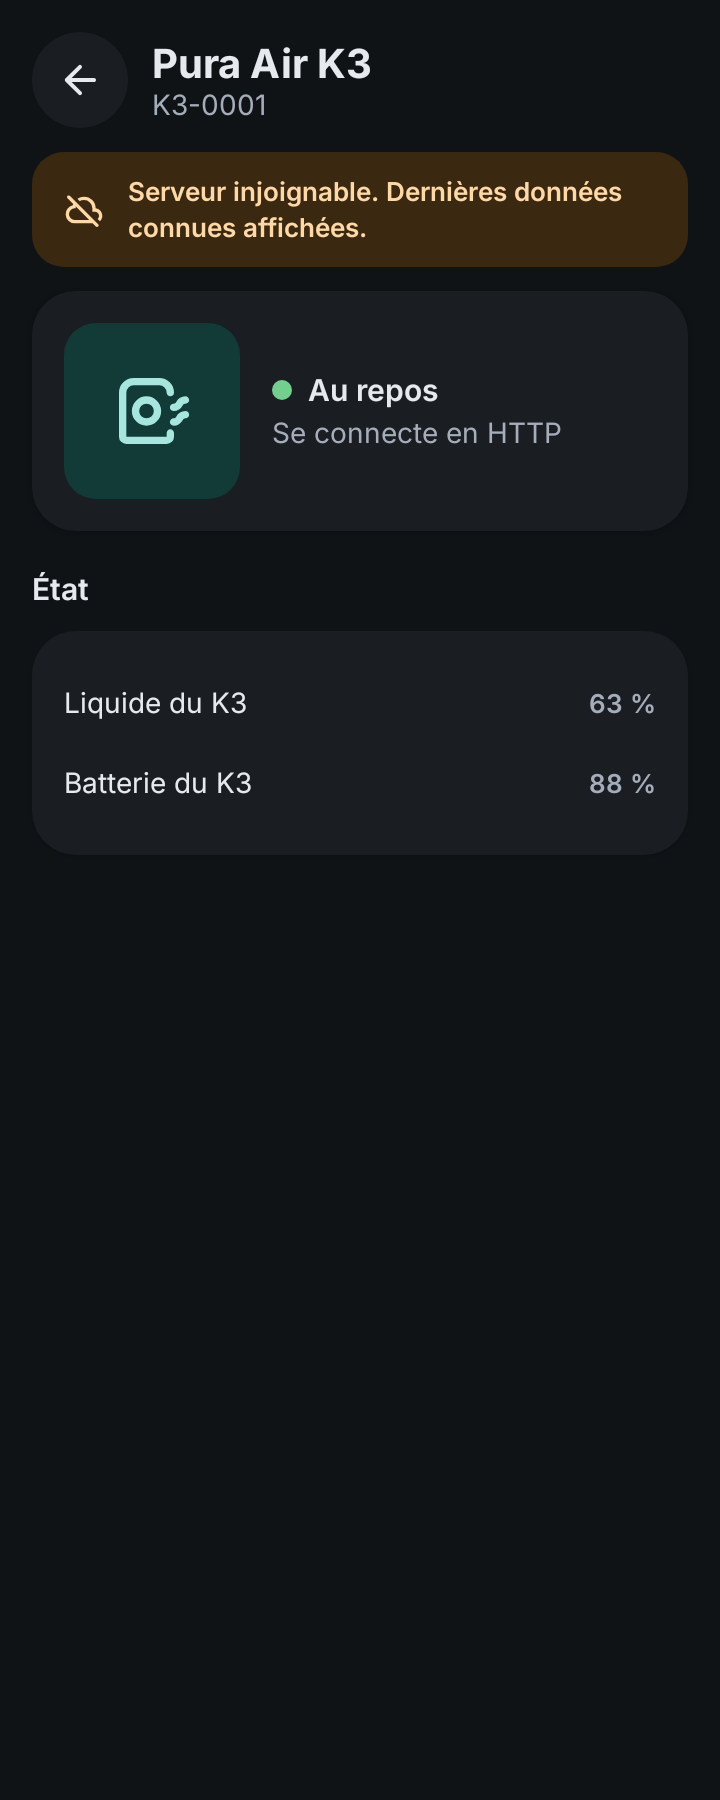 Pura Air K3
K3-0001
Serveur injoignable. Dernières données
connues affichées.
Au repos
Se connecte en HTTP
État
Liquide du K3 63 %
Batterie du K3 88 %